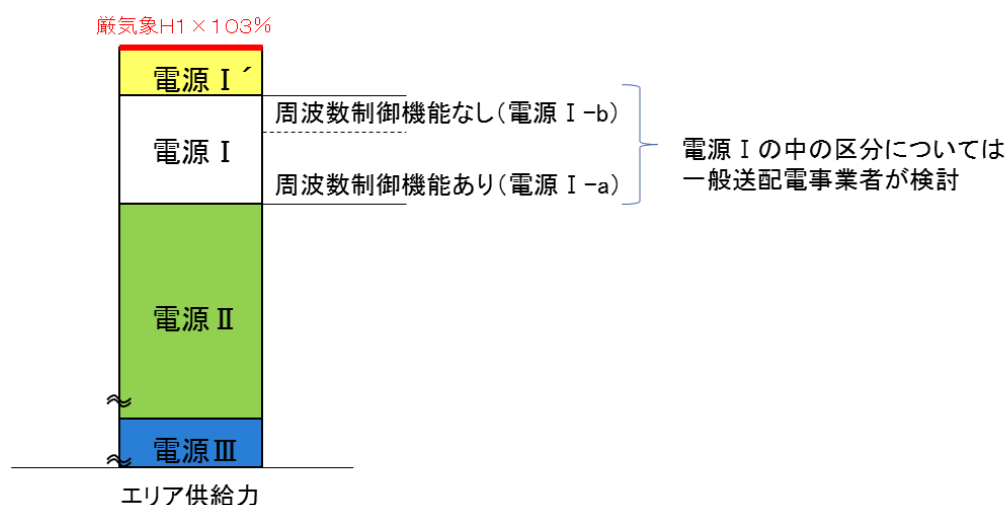 厳気象H1×103%
電源Ⅰ´
周波数制御機能なし(電源Ⅰ-b)
電源Ⅰ
電源Ⅰの中の区分については
一般送配電事業者が検討
周波数制御機能あり(電源Ⅰ-a)
電源Ⅱ
電源Ⅲ
エリア供給力